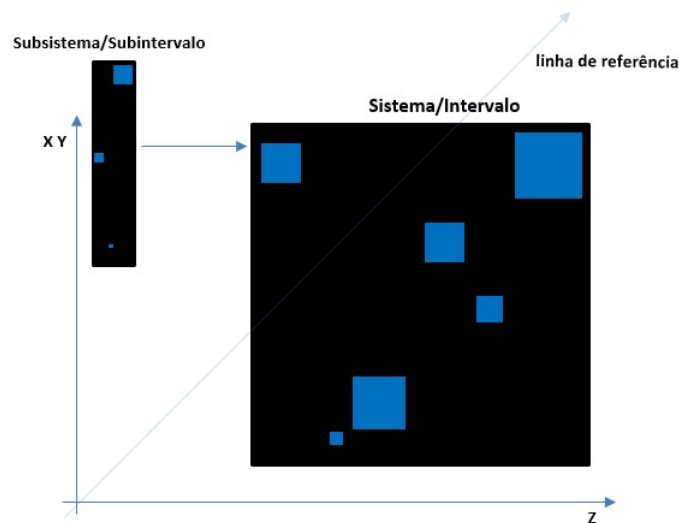 Subsistema/Subintervalo
linha de referência
Sistema/Intervalo
X Y
Z